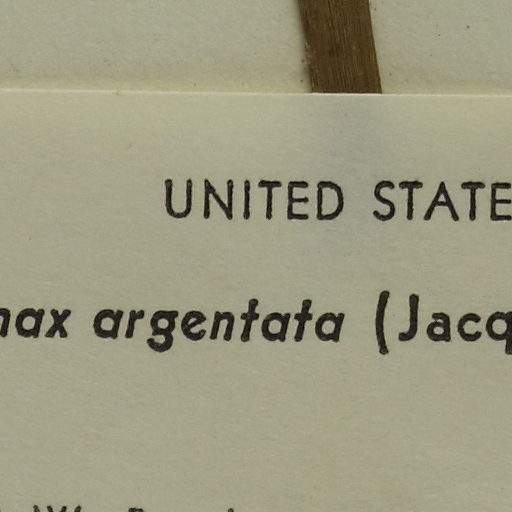 UNITED STATE
nax argentata (Jacq